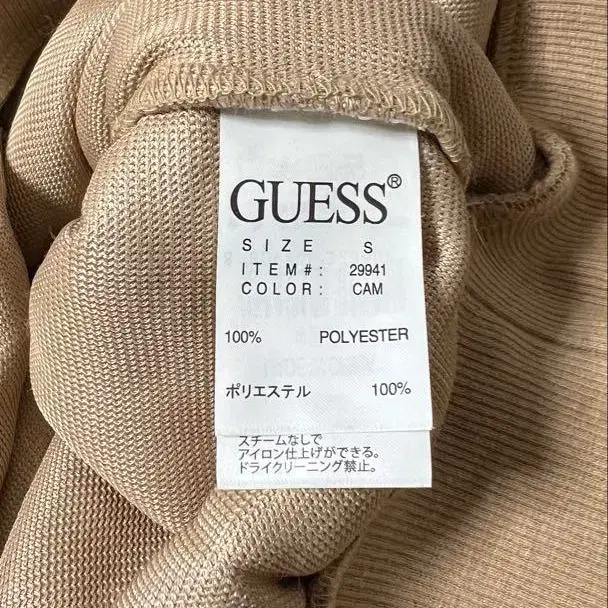 GUESS®
SIZE S
ITEM#: 29941
COLOR: CAM
100% POLYESTER
ポリエステル 100%
スチームなしで
アイロン仕上げができる。
ドライクリーニング禁止。